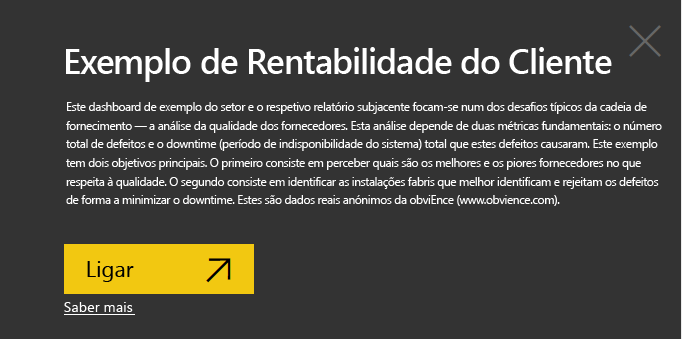 Exemplo de Rentabilidade do Cliente
Este dashboard de exemplo do setor e o respetivo relatório subjacente focam-se num dos desafios típicos da cadeia de
fornecimento — a análise da qualidade dos fornecedores. Esta análise depende de duas métricas fundamentais: o número
total de defeitos e o downtime (período de indisponibilidade do sistema) total que estes defeitos causaram. Este exemplo
tem dois objetivos principais. O primeiro consiste em perceber quais são os melhores e os piores fornecedores no que
respeita à qualidade. O segundo consiste em identificar as instalações fabris que melhor identificam e rejeitam os defeitos
de forma a minimizar o downtime. Estes são dados reais anónimos da obviEnce (www.obvience.com).
Ligar
Saber mais